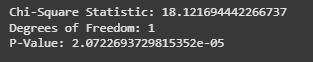 Chi-Square Statistic: 18.121694442266737
Degrees of Freedom: 1
P-Value: 2.0722693729815352e-05